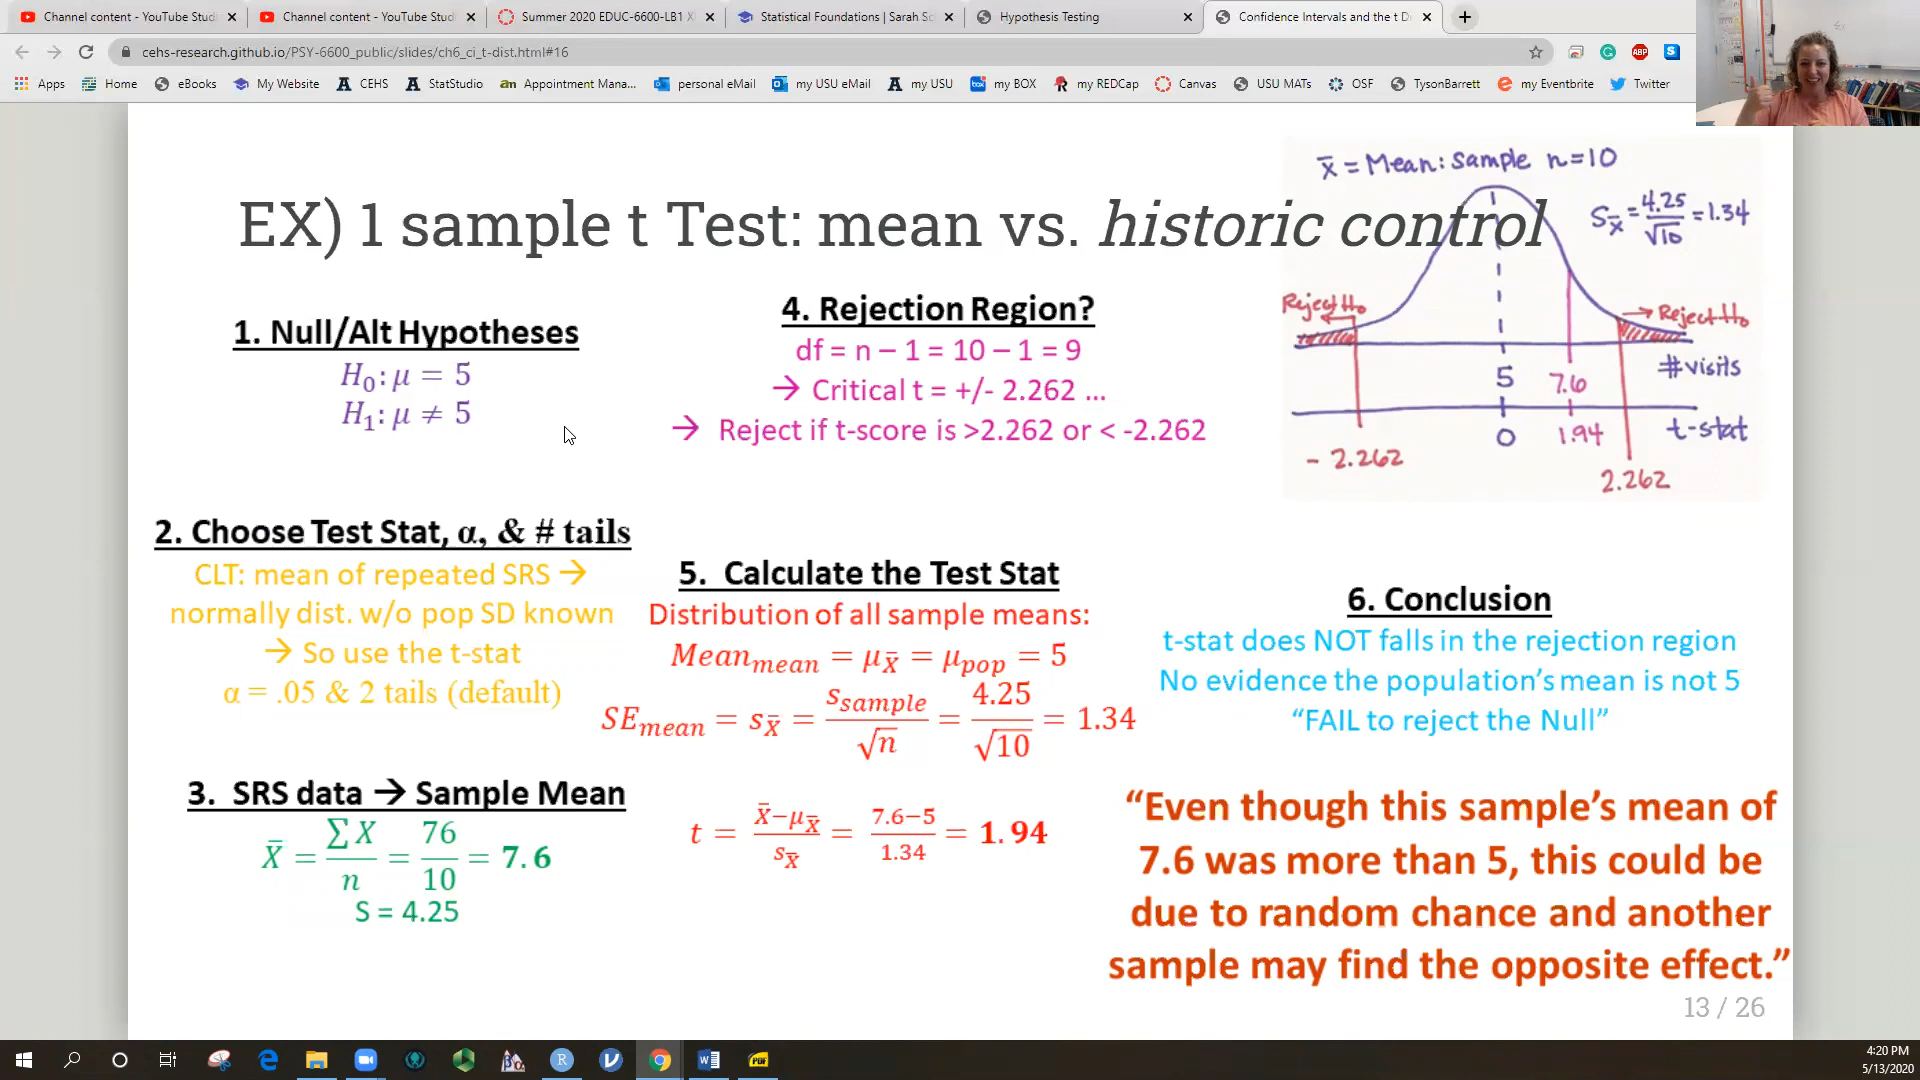 Channel content - YouTube Stud
Channel content - YouTube Stud
Summer 2020 EDUC-6600-LB1 X
Statistical Foundations | Sarah Sc
Hypothesis Testing
Confidence Intervals and the t D
cehs-research.github.io/PSY-6600_public/slides/ch6_ci_t-dist.html#16
ABP
Apps
Home
eBooks
My Website
CEHS
StatStudio
an Appointment Mana...
personal eMail
my USU eMail
my USU
box my BOX
my REDCap
Canvas
USU MATs
OSF
TysonBarrett
my Eventbrite
Twitter
EX) 1 sample t Test: mean vs. historic control
1. Null/Alt Hypotheses
H₀: μ = 5
H₁: μ ≠ 5
2. Choose Test Stat, α, & # tails
CLT: mean of repeated SRS →
normally dist. w/o pop SD known
→ So use the t-stat
α = .05 & 2 tails (default)
3. SRS data → Sample Mean
X̄ = ∑ X / n = 76 / 10 = 7.6
S = 4.25
4. Rejection Region?
df = n – 1 = 10 – 1 = 9
→ Critical t = +/- 2.262 ...
→ Reject if t-score is >2.262 or < -2.262
5. Calculate the Test Stat
Distribution of all sample means:
Mean_mean = μ_X̄ = μ_pop = 5
SE_mean = s_X̄ = s_sample / √n = 4.25 / √10 = 1.34
t = X̄−μ_X̄ / s_X̄ = 7.6−5 / 1.34 = 1.94
x̄ = Mean: sample n=10
S_x̄ = 4.25 / √10 = 1.34
Reject Ho
→ Reject Ho
# visits
5
7.6
0
1.94
t-stat
- 2.262
2.262
6. Conclusion
t-stat does NOT falls in the rejection region
No evidence the population’s mean is not 5
“FAIL to reject the Null”
“Even though this sample’s mean of
7.6 was more than 5, this could be
due to random chance and another
sample may find the opposite effect.”
13 / 26
4:20 PM
5/13/2020